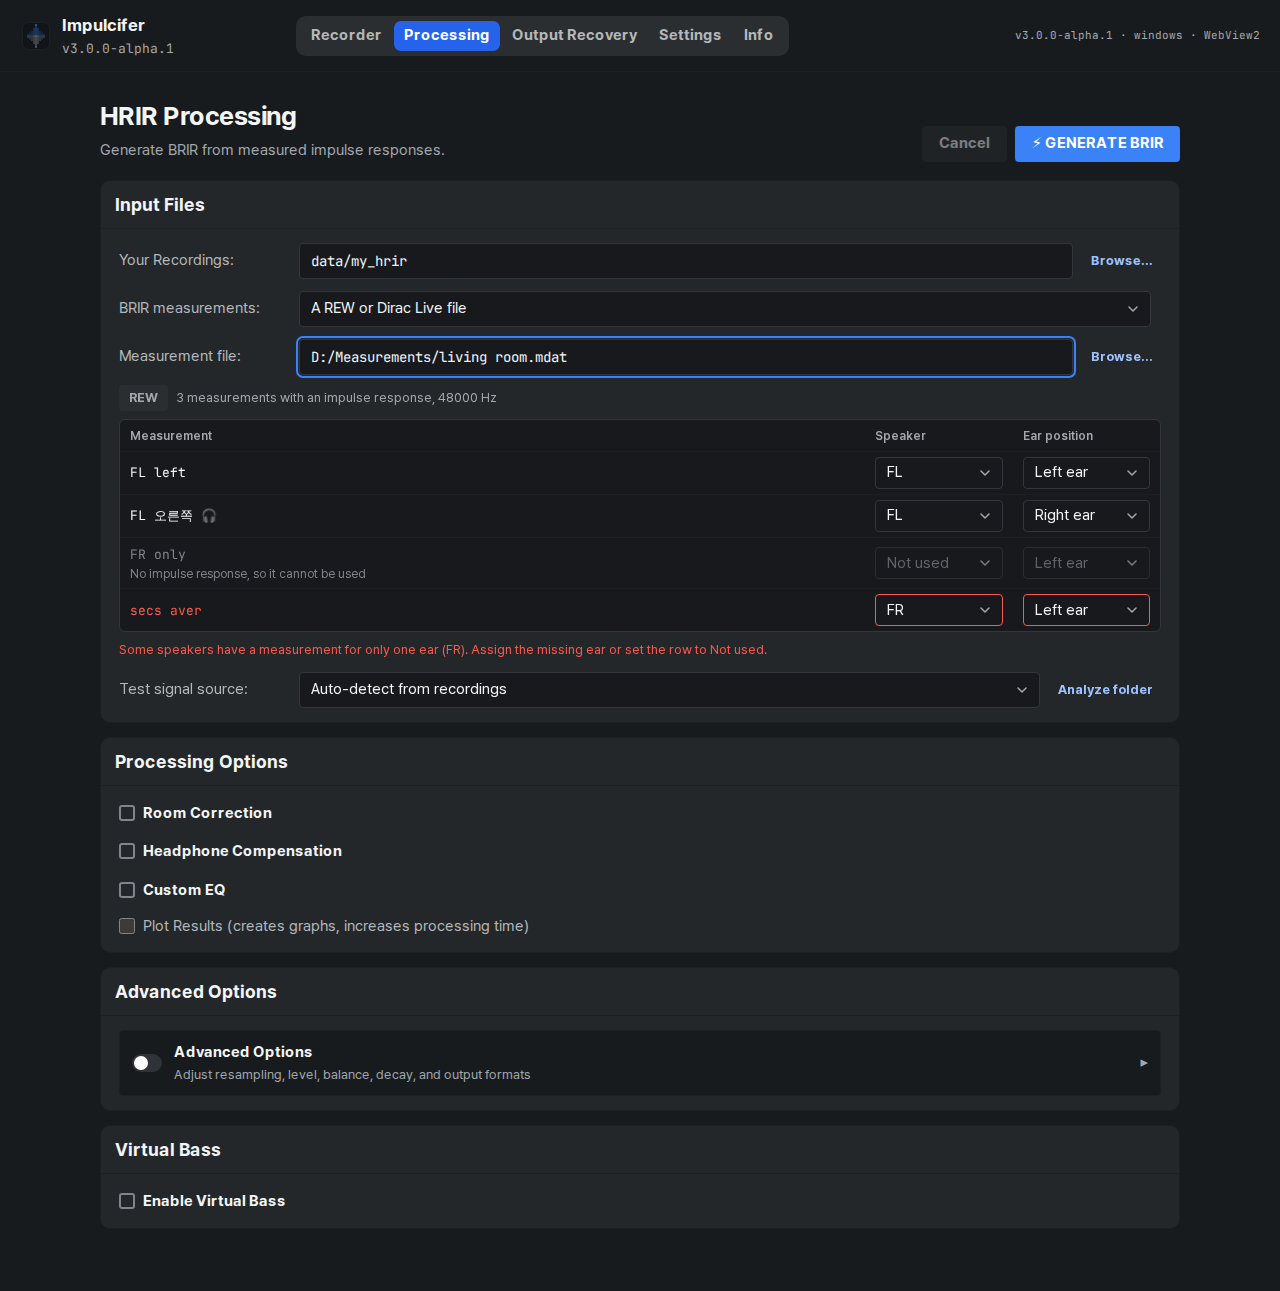 Impulcifer
v3.0.0-alpha.1
Recorder Processing Output Recovery Settings Info
v3.0.0-alpha.1 · windows · WebView2
HRIR Processing
Generate BRIR from measured impulse responses.
Cancel
⚡ GENERATE BRIR
Input Files
Your Recordings: data/my_hrir Browse...
BRIR measurements: A REW or Dirac Live file
Measurement file: D:/Measurements/living room.mdat Browse...
REW 3 measurements with an impulse response, 48000 Hz
Measurement Speaker Ear position
FL left FL Left ear
FL 오른쪽 🎧 FL Right ear
FR only Not used Left ear
No impulse response, so it cannot be used
secs aver FR Left ear
Some speakers have a measurement for only one ear (FR). Assign the missing ear or set the row to Not used.
Test signal source: Auto-detect from recordings Analyze folder
Processing Options
Room Correction
Headphone Compensation
Custom EQ
Plot Results (creates graphs, increases processing time)
Advanced Options
Advanced Options
Adjust resampling, level, balance, decay, and output formats
Virtual Bass
Enable Virtual Bass